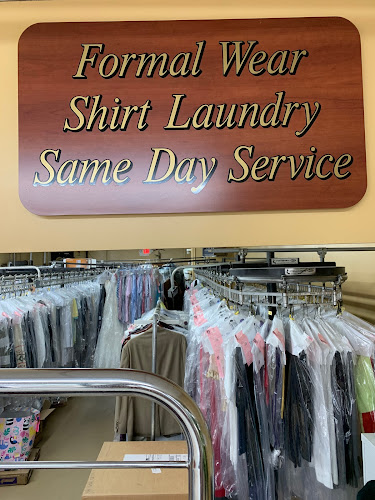 Formal Wear
Shirt Laundry
Same Day Service